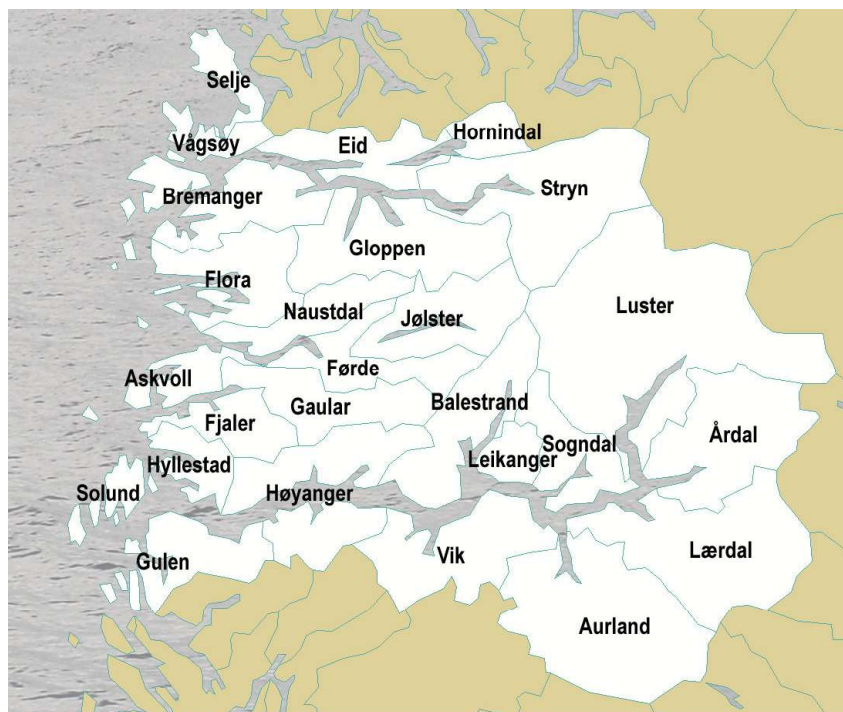 Selje
Vågsøy
Eid
Hornindal
Bremanger
Stryn
Gloppen
Flora
Naustdal
Jølster
Luster
Askvoll
Førde
Fjaler
Gaular
Balestrand
Årdal
Hyllestad
Leikanger
Sogndal
Solund
Høyanger
Gulen
Vik
Lærdal
Aurland